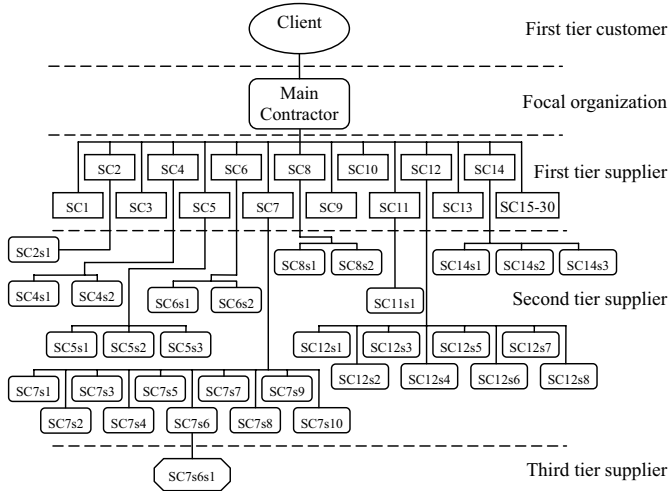 Client
First tier customer
Main
Contractor
Focal organization
SC2
SC4
SC6
SC8
SC10
SC12
SC14
First tier supplier
SC1
SC3
SC5
SC7
SC9
SC11
SC13
SC15-30
SC2s1
SC8s1
SC8s2
SC14s1
SC14s2
SC14s3
SC4s1
SC4s2
SC6s1
SC6s2
SC11s1
Second tier supplier
SC5s1
SC5s2
SC5s3
SC12s1
SC12s3
SC12s5
SC12s7
SC12s2
SC12s4
SC12s6
SC12s8
SC7s1
SC7s3
SC7s5
SC7s7
SC7s9
SC7s2
SC7s4
SC7s6
SC7s8
SC7s10
SC7s6s1
Third tier supplier